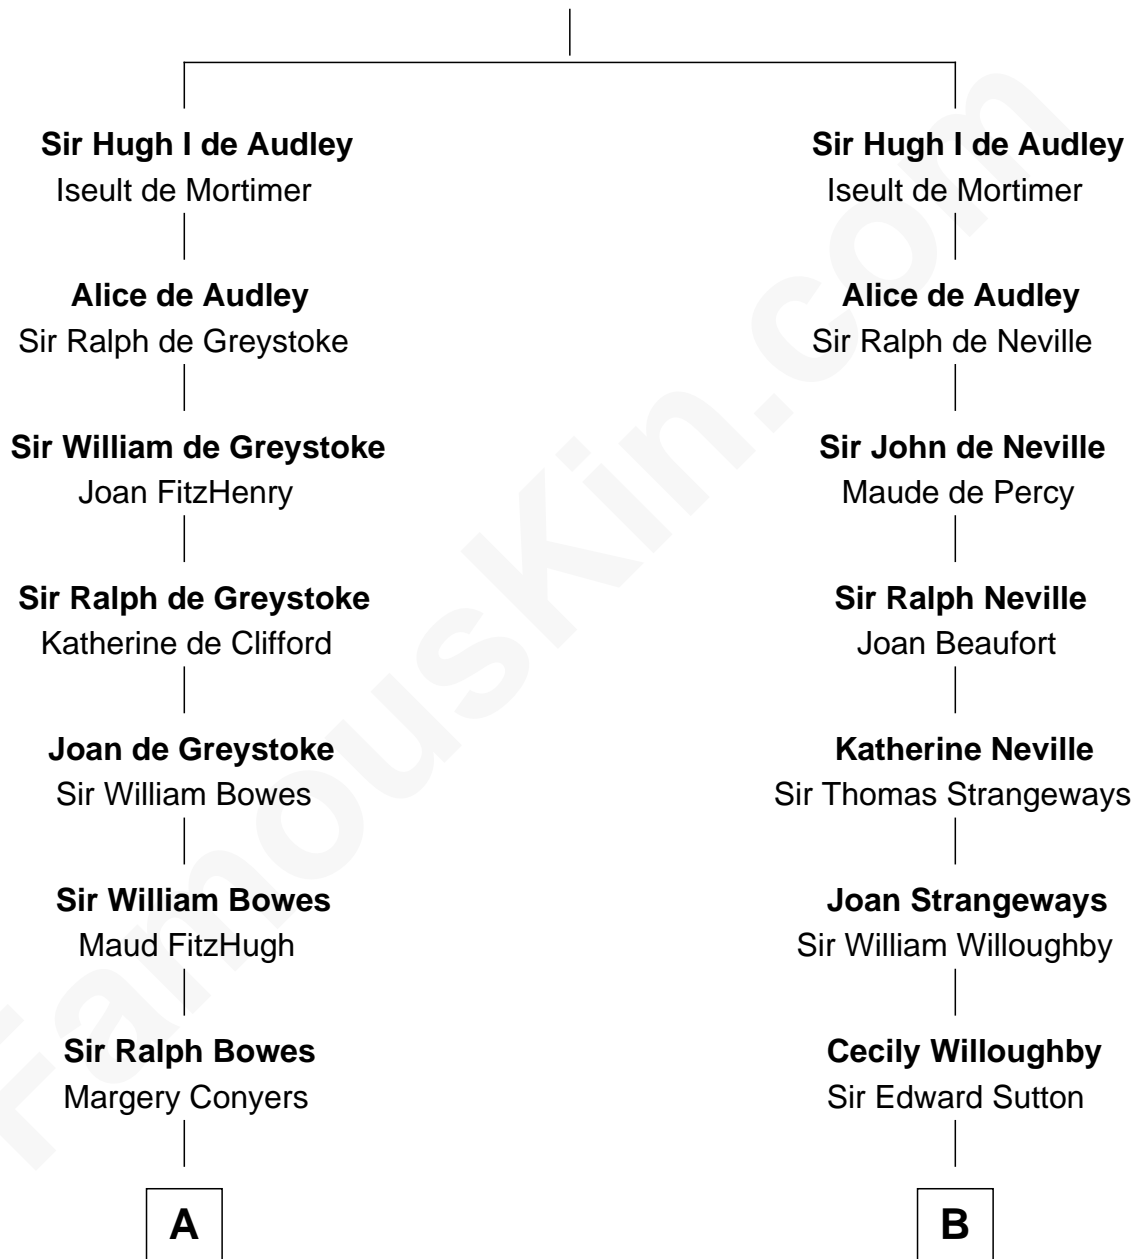 Sir Hugh I de Audley
Iseult de Mortimer
Alice de Audley
Sir Ralph de Greystoke
Sir William de Greystoke
Joan FitzHenry
Sir Ralph de Greystoke
Katherine de Clifford
Joan de Greystoke
Sir William Bowes
Sir William Bowes
Maud FitzHugh
Sir Ralph Bowes
Margery Conyers
A
Sir Hugh I de Audley
Iseult de Mortimer
Alice de Audley
Sir Ralph de Neville
Sir John de Neville
Maude de Percy
Sir Ralph Neville
Joan Beaufort
Katherine Neville
Sir Thomas Strangeways
Joan Strangeways
Sir William Willoughby
Cecily Willoughby
Sir Edward Sutton
B
FamousKin.com